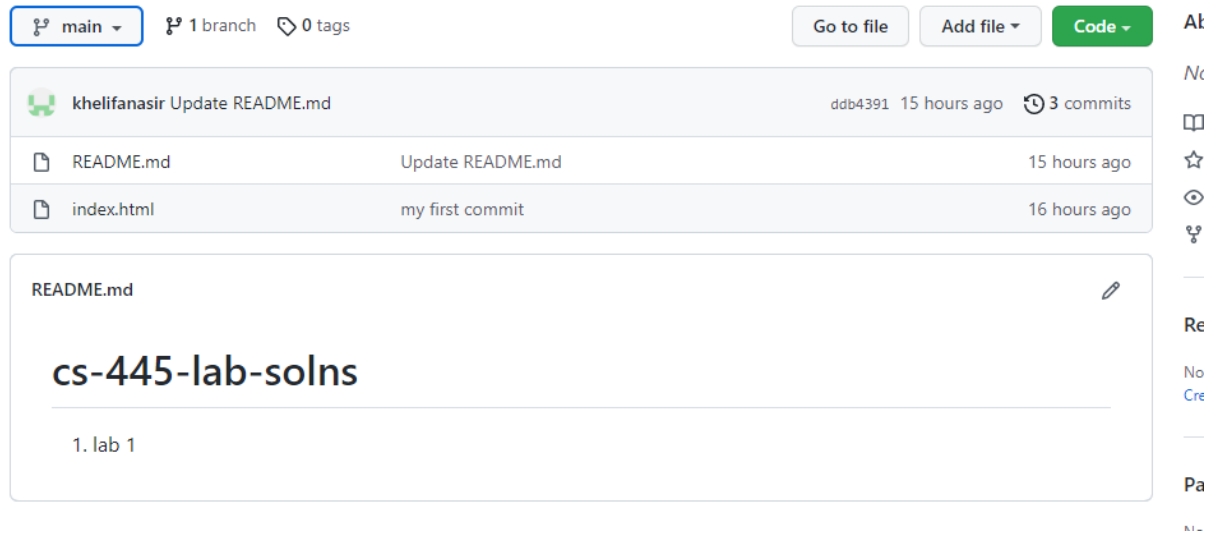 main 1 branch 0 tags Go to file Add file Code
khelifanasir Update README.md ddb4391 15 hours ago 3 commits
README.md Update README.md 15 hours ago
index.html my first commit 16 hours ago
README.md
cs-445-lab-solns
1. lab 1